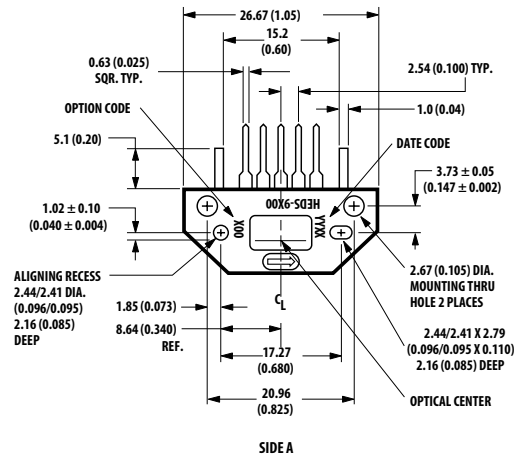 26.67 (1.05)
15.2
(0.60)
0.63 (0.025)
SQR. TYP.
2.54 (0.100) TYP.
OPTION CODE
1.0 (0.04)
5.1 (0.20)
DATE CODE
3.73 ± 0.05
(0.147 ± 0.002)
HEDS-9X00
1.02 ± 0.10
(0.040 ± 0.004)
X00
YYXX
ALIGNING RECESS
2.44/2.41 DIA.
(0.096/0.095)
2.16 (0.085)
DEEP
2.67 (0.105) DIA.
MOUNTING THRU
HOLE 2 PLACES
1.85 (0.073)
CL
8.64 (0.340)
REF.
2.44/2.41 X 2.79
(0.096/0.095 X 0.110)
2.16 (0.085) DEEP
17.27
(0.680)
20.96
(0.825)
OPTICAL CENTER
SIDE A